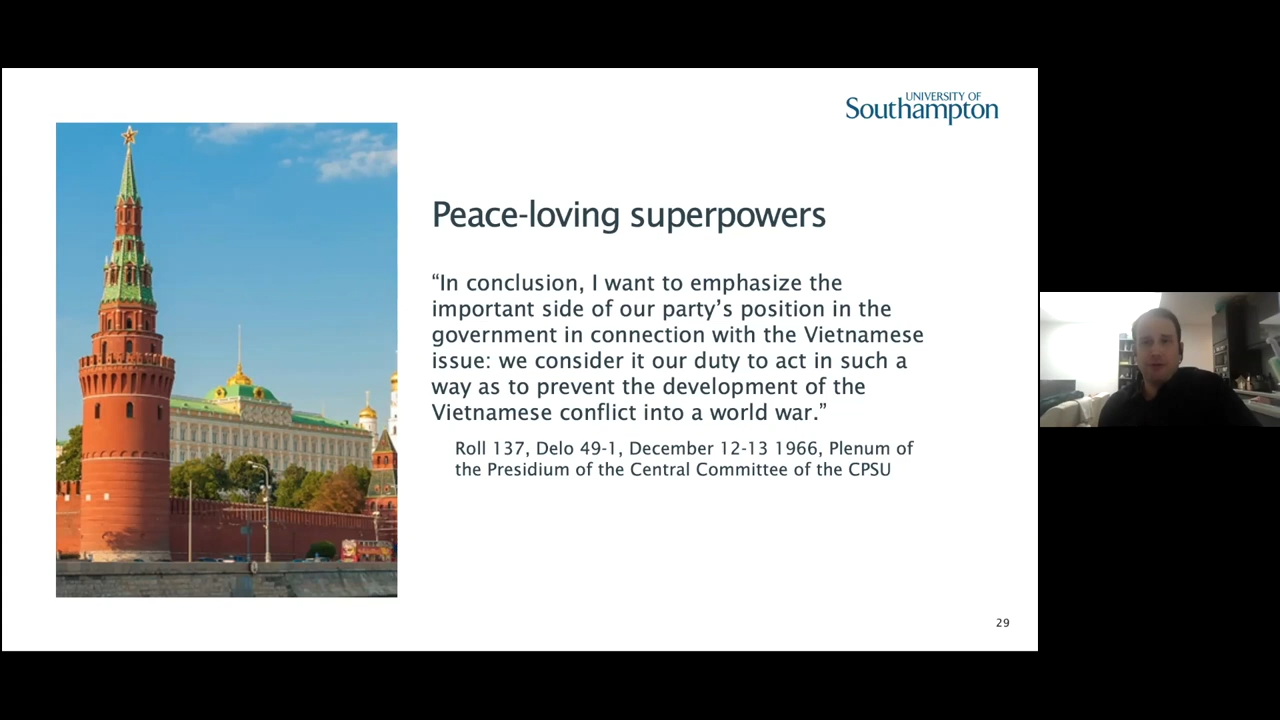 UNIVERSITY OF
Southampton
Peace-loving superpowers
“In conclusion, I want to emphasize the
important side of our party’s position in the
government in connection with the Vietnamese
issue: we consider it our duty to act in such a
way as to prevent the development of the
Vietnamese conflict into a world war.”
Roll 137, Delo 49-1, December 12-13 1966, Plenum of
the Presidium of the Central Committee of the CPSU
29